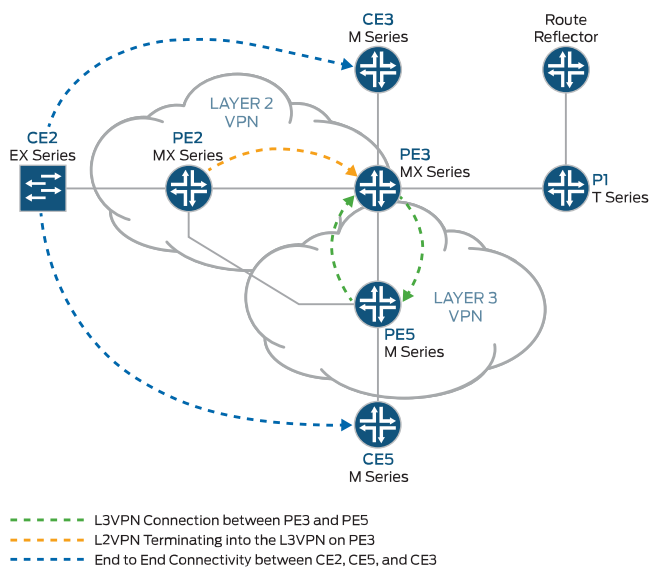 CE3
M Series
Route
Reflector
LAYER 2
VPN
CE2
EX Series
PE2
MX Series
PE3
MX Series
P1
T Series
LAYER 3
VPN
PE5
M Series
CE5
M Series
L3VPN Connection between PE3 and PE5
L2VPN Terminating into the L3VPN on PE3
End to End Connectivity between CE2, CE5, and CE3